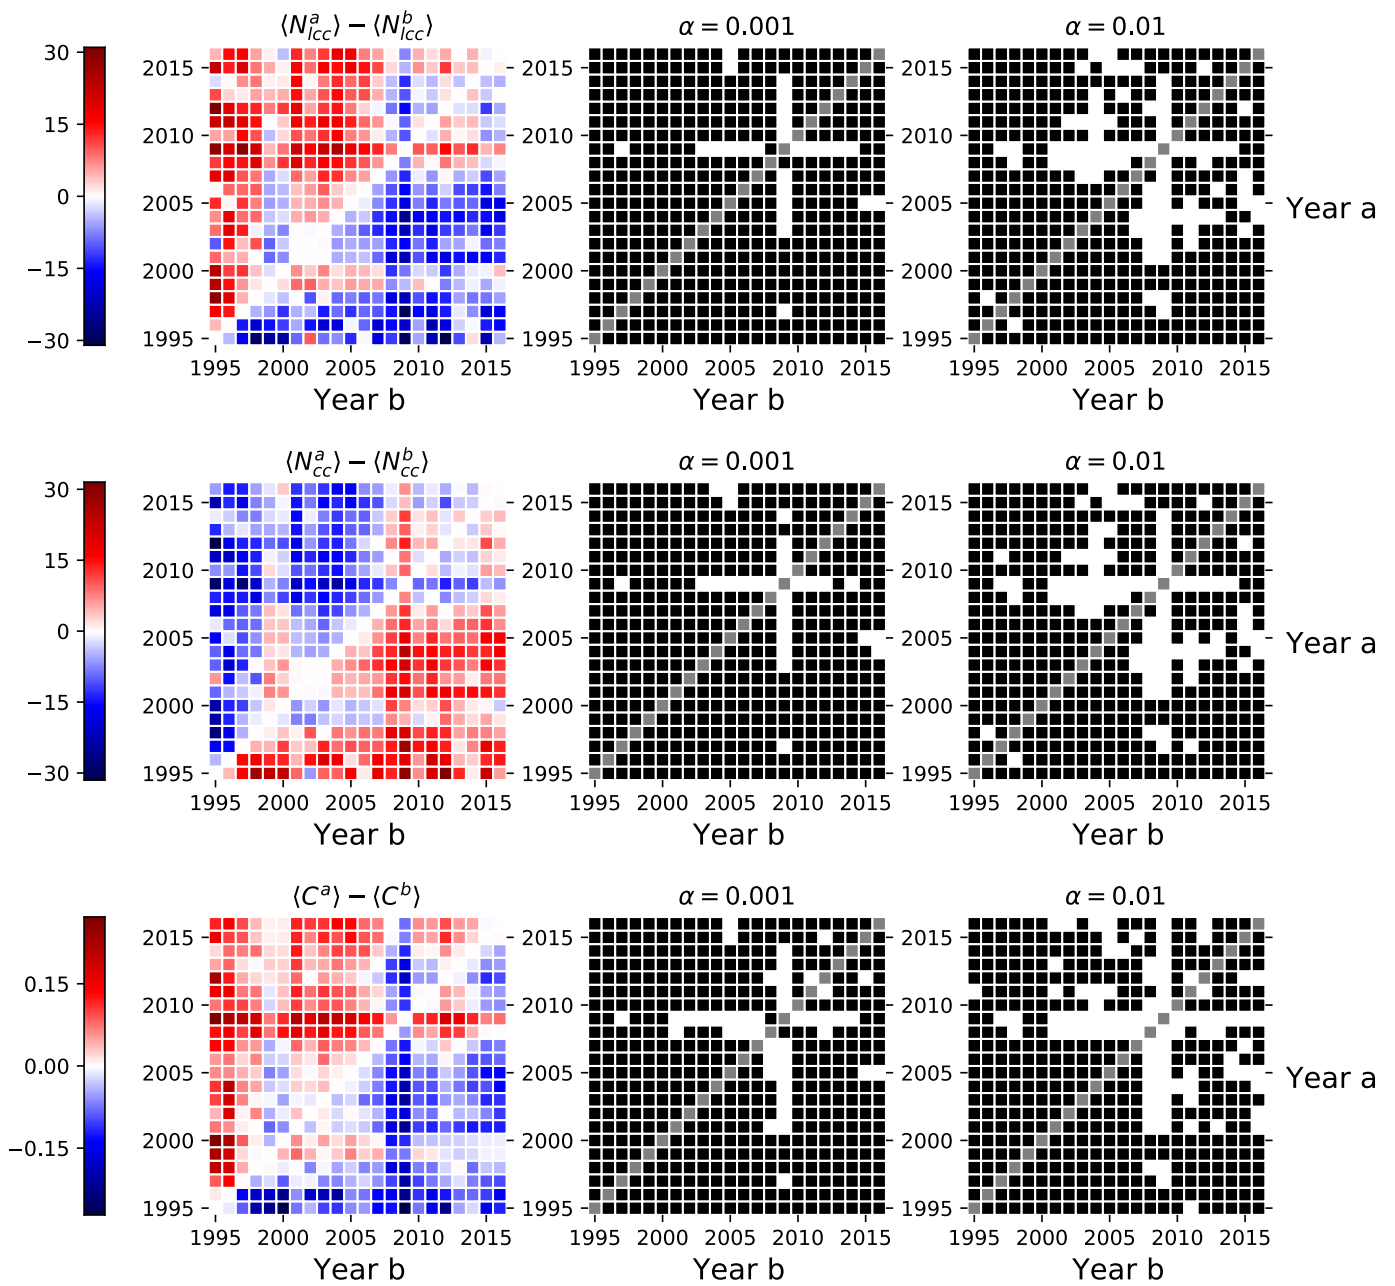 ⟨N_lcc^a⟩ − ⟨N_lcc^b⟩ α = 0.001 α = 0.01
30
15
0
−15
−30
2015 2015 2015
2010 2010 2010
2005 2005 2005 Year a
2000 2000 2000
1995 1995 1995
1995 2000 2005 2010 2015 1995 2000 2005 2010 2015 1995 2000 2005 2010 2015
Year b Year b Year b
⟨N_cc^a⟩ − ⟨N_cc^b⟩ α = 0.001 α = 0.01
30
15
0
−15
−30
2015 2015 2015
2010 2010 2010
2005 2005 2005 Year a
2000 2000 2000
1995 1995 1995
1995 2000 2005 2010 2015 1995 2000 2005 2010 2015 1995 2000 2005 2010 2015
Year b Year b Year b
⟨C^a⟩ − ⟨C^b⟩ α = 0.001 α = 0.01
0.15
0.00
−0.15
2015 2015 2015
2010 2010 2010
2005 2005 2005 Year a
2000 2000 2000
1995 1995 1995
1995 2000 2005 2010 2015 1995 2000 2005 2010 2015 1995 2000 2005 2010 2015
Year b Year b Year b